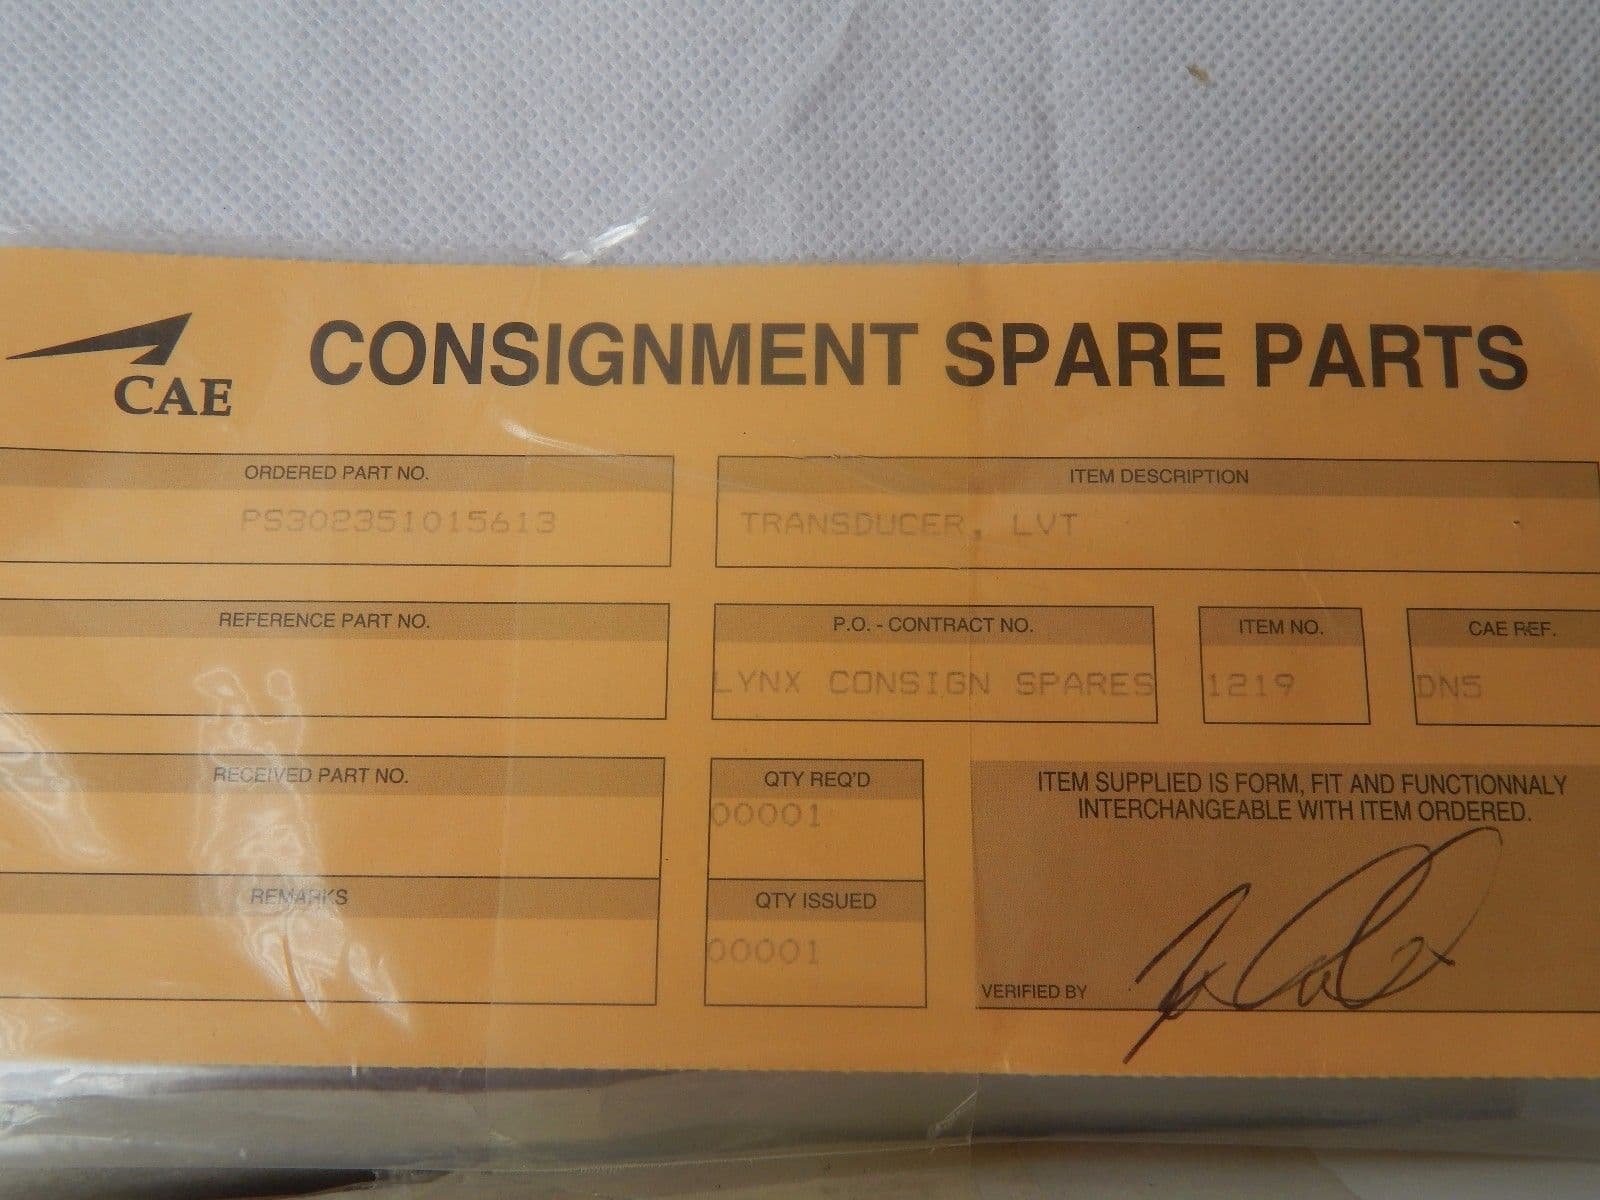 CAE
CONSIGNMENT SPARE PARTS
ORDERED PART NO.
PS302351015613
ITEM DESCRIPTION
TRANSDUCER, LVT
REFERENCE PART NO.
P.O. - CONTRACT NO.
LYNX CONSIGN SPARES
ITEM NO.
1219
CAE REF.
DN5
RECEIVED PART NO.
QTY REQ'D
00001
REMARKS
QTY ISSUED
00001
ITEM SUPPLIED IS FORM, FIT AND FUNCTIONNALY
INTERCHANGEABLE WITH ITEM ORDERED.
VERIFIED BY